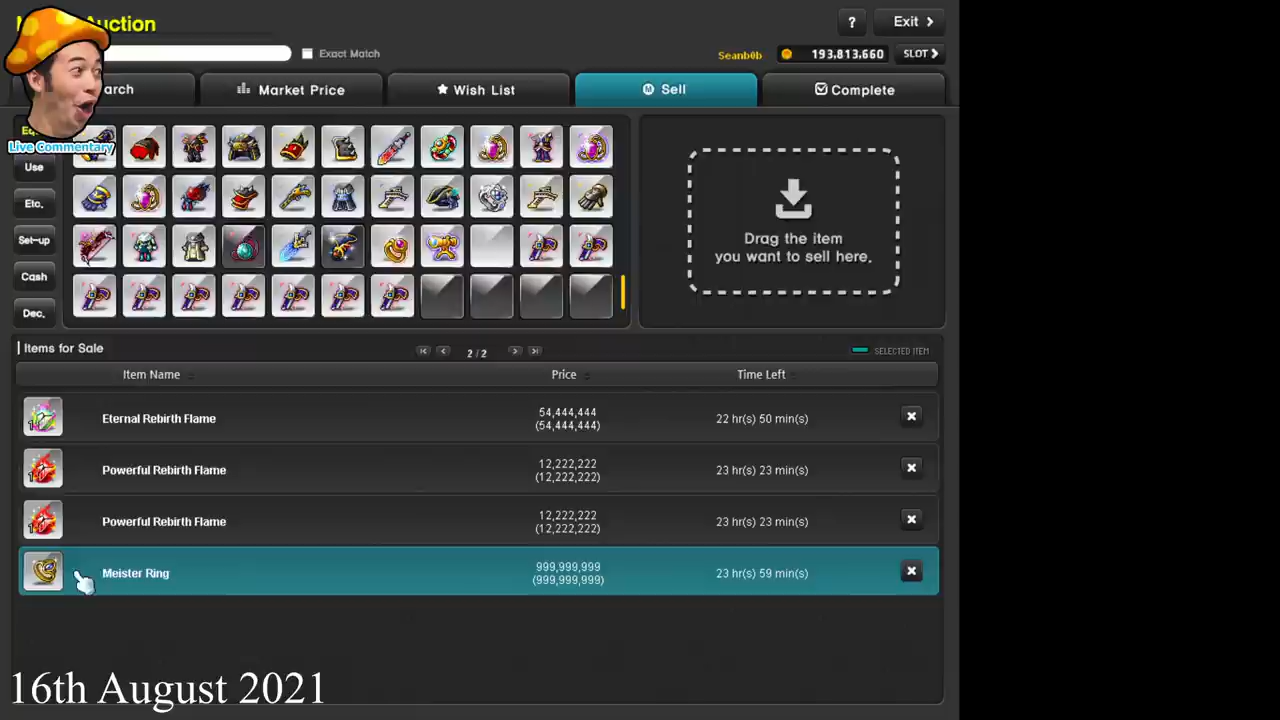 Auction
?
Exit >
Exact Match
Seanb0b
193,813,660
SLOT >
arch
Market Price
Wish List
Sell
Complete
Live Commentary
Use
Etc.
Set-up
Cash
Dec.
Drag the item
you want to sell here.
Items for Sale
2 / 2
SELECTED ITEM
Item Name
Price
Time Left
Eternal Rebirth Flame
54,444,444
(54,444,444)
22 hr(s) 50 min(s)
Powerful Rebirth Flame
12,222,222
(12,222,222)
23 hr(s) 23 min(s)
Powerful Rebirth Flame
12,222,222
(12,222,222)
23 hr(s) 23 min(s)
Meister Ring
999,999,999
(999,999,999)
23 hr(s) 59 min(s)
16th August 2021